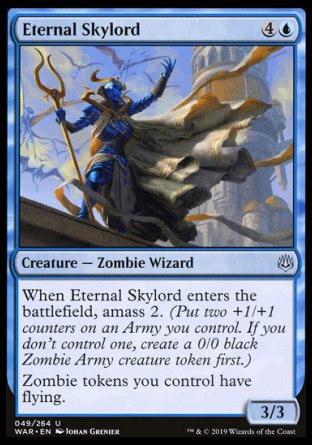 Eternal Skylord 4
Creature — Zombie Wizard
When Eternal Skylord enters the
battlefield, amass 2. (Put two +1/+1
counters on an Army you control. If you
don't control one, create a 0/0 black
Zombie Army creature token first.)
Zombie tokens you control have
flying.
3/3
049/264 U
WAR • EN Johan Grenier
™ & © 2019 Wizards of the Coast